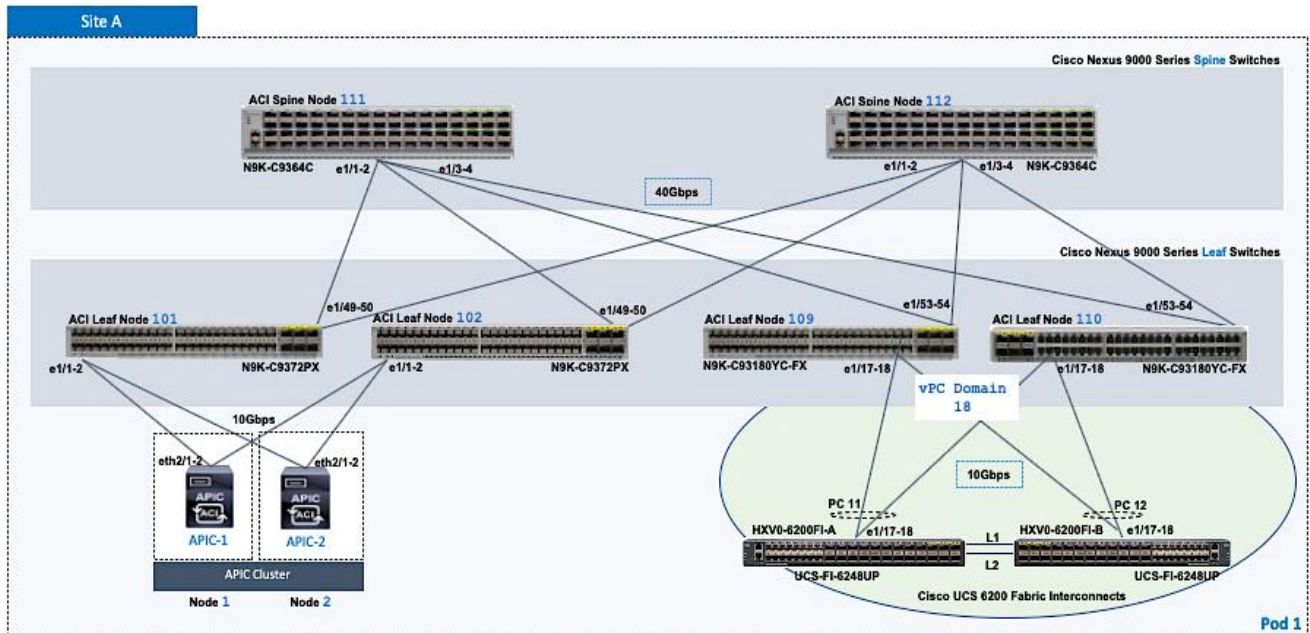 Site A
Cisco Nexus 9000 Series Spine Switches
ACI Spine Node 111
ACI Spine Node 112
N9K-C9364C e1/1-2 e1/3-4
e1/1-2 e1/3-4 N9K-C9364C
40Gbps
Cisco Nexus 9000 Series Leaf Switches
e1/49-50
e1/49-50
e1/53-54
e1/53-54
ACI Leaf Node 101
ACI Leaf Node 102
ACI Leaf Node 109
ACI Leaf Node 110
e1/1-2 N9K-C9372PX
e1/1-2 N9K-C9372PX
N9K-C93180YC-FX e1/17-18
e1/17-18 N9K-C93180YC-FX
vPC Domain
18
10Gbps
eth2/1-2
eth2/1-2
APIC
ACI
APIC
ACI
APIC-1
APIC-2
APIC Cluster
Node 1
Node 2
10Gbps
PC 11
PC 12
HXV0-6200FI-A e1/17-18
HXV0-6200FI-B e1/17-18
L1
L2
UCS-FI-6248UP
UCS-FI-6248UP
Cisco UCS 6200 Fabric Interconnects
Pod 1